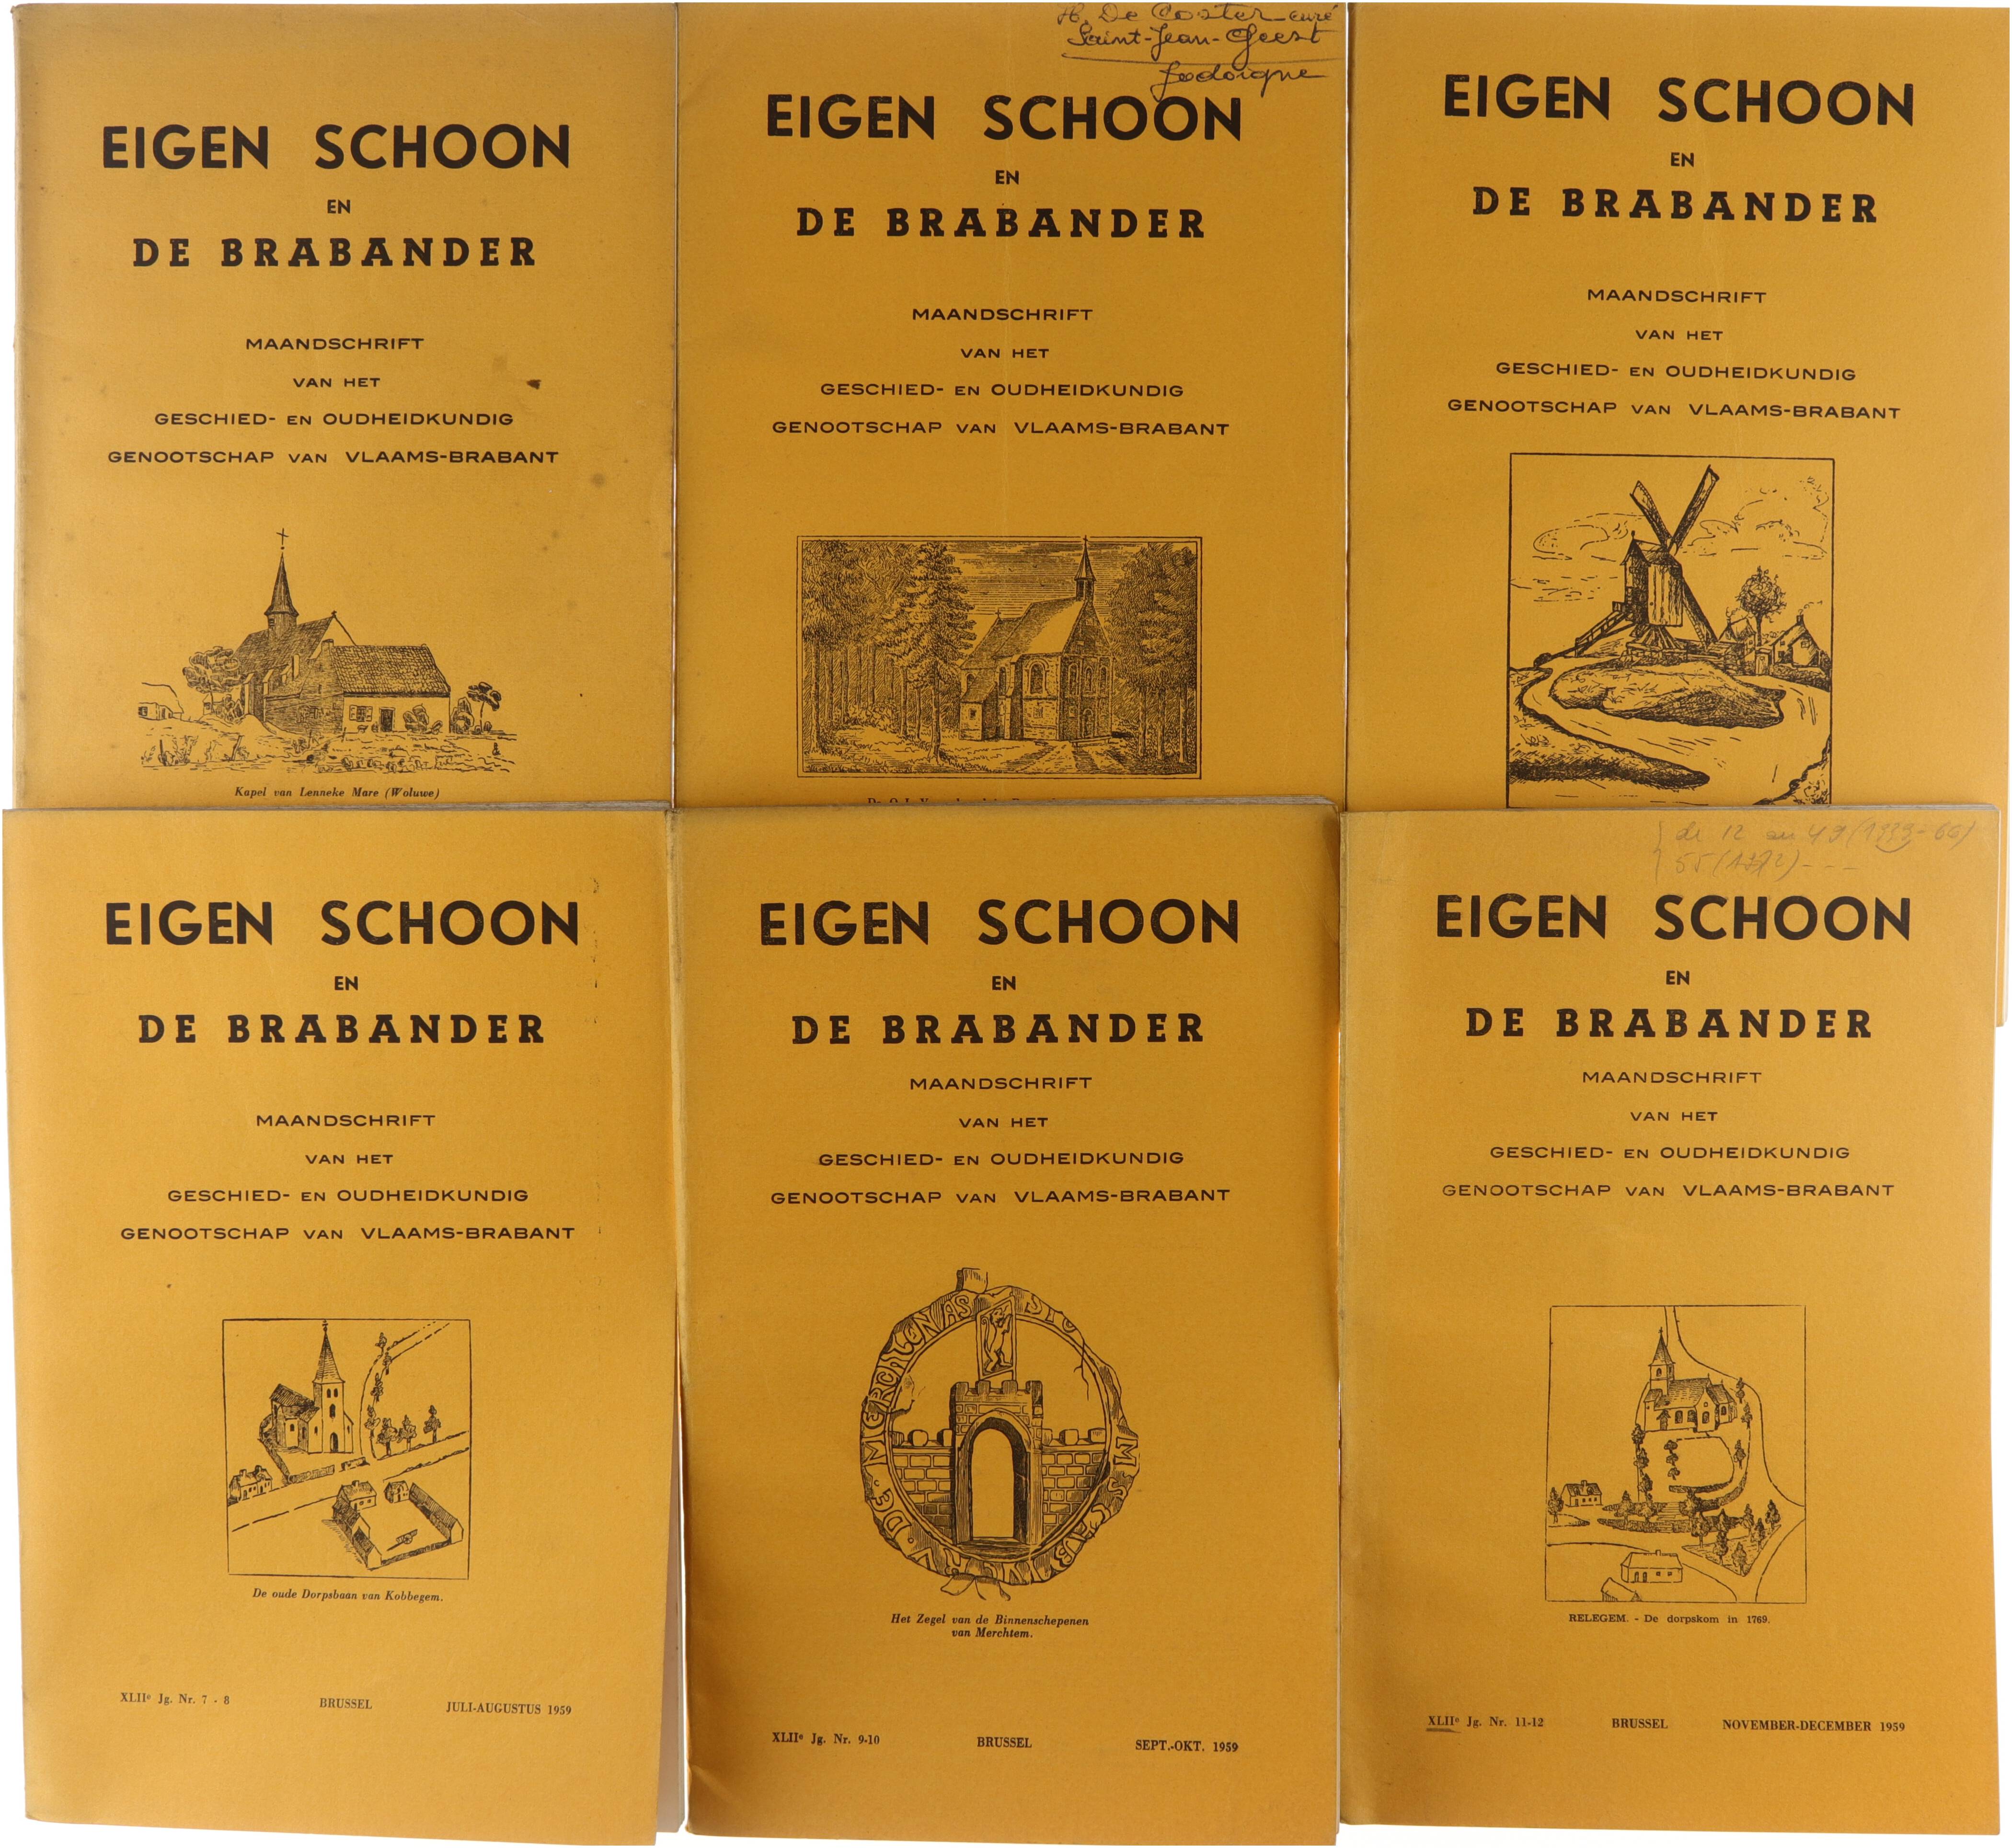 EIGEN SCHOON
EN
DE BRABANDER
MAANDSCHRIFT
VAN HET
GESCHIED- EN OUDHEIDKUNDIG
GENOOTSCHAP VAN VLAAMS-BRABANT
Kapel van Lenneke Mare (Woluwe)
H. De Coster curé
Saint-Jean-Geest
Jodoigne
EIGEN SCHOON
EN
DE BRABANDER
MAANDSCHRIFT
VAN HET
GESCHIED- EN OUDHEIDKUNDIG
GENOOTSCHAP VAN VLAAMS-BRABANT
EIGEN SCHOON
EN
DE BRABANDER
MAANDSCHRIFT
VAN HET
GESCHIED- EN OUDHEIDKUNDIG
GENOOTSCHAP VAN VLAAMS-BRABANT
EIGEN SCHOON
EN
DE BRABANDER
MAANDSCHRIFT
VAN HET
GESCHIED- EN OUDHEIDKUNDIG
GENOOTSCHAP VAN VLAAMS-BRABANT
De oude Dorpsbaan van Kobbegem.
XLIIe Jg. Nr. 7 - 8 BRUSSEL JULI-AUGUSTUS 1959
EIGEN SCHOON
EN
DE BRABANDER
MAANDSCHRIFT
VAN HET
GESCHIED- EN OUDHEIDKUNDIG
GENOOTSCHAP VAN VLAAMS-BRABANT
DE MERCHTENAS
Het Zegel van de Binnenschepenen
van Merchtem.
XLIIe Jg. Nr. 9-10 BRUSSEL SEPT.-OKT. 1959
de 12 au 49
EIGEN SCHOON
EN
DE BRABANDER
MAANDSCHRIFT
VAN HET
GESCHIED- EN OUDHEIDKUNDIG
GENOOTSCHAP VAN VLAAMS-BRABANT
RELEGEM. - De dorpskom in 1769.
XLIIe Jg. Nr. 11-12 BRUSSEL NOVEMBER-DECEMBER 1959